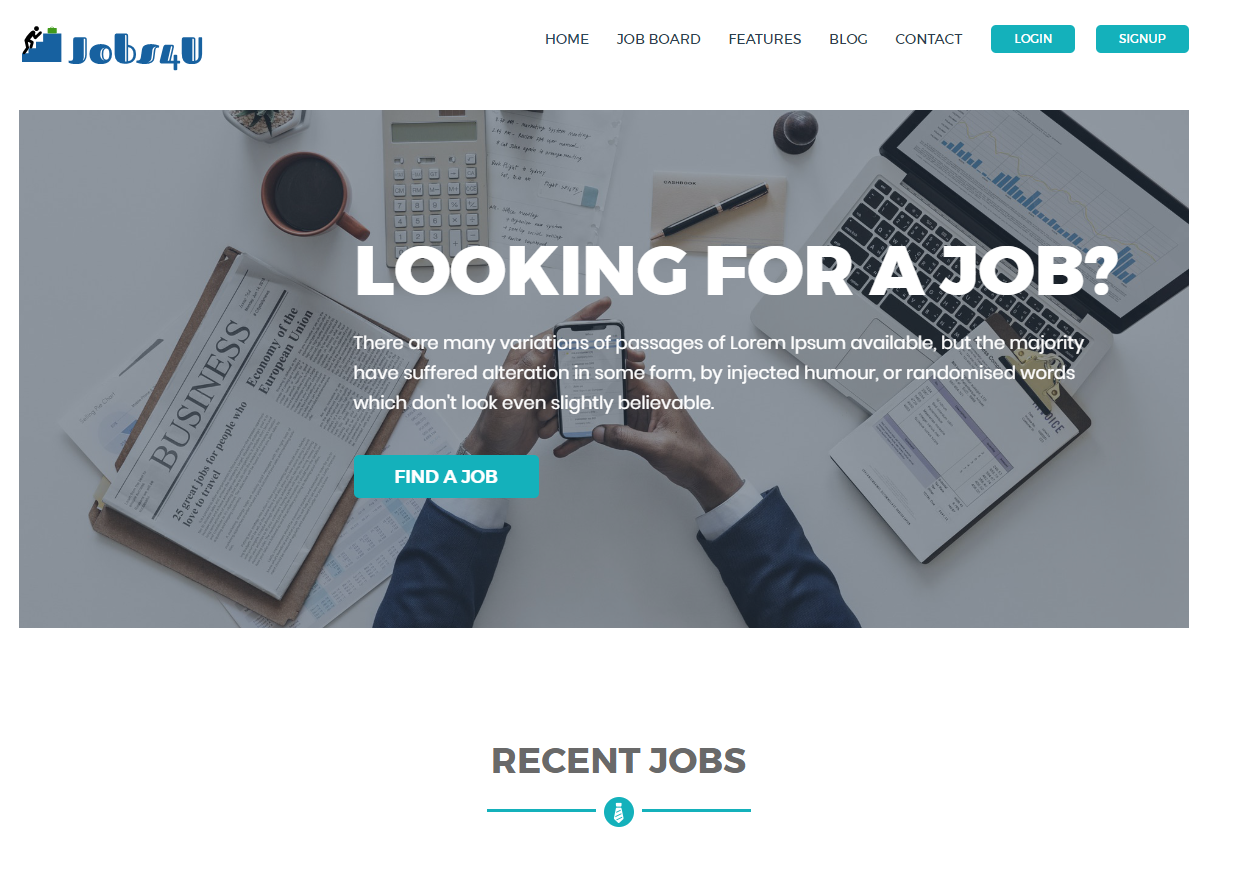 Jobs4U
HOME JOB BOARD FEATURES BLOG CONTACT LOGIN SIGNUP
CASHBOOK
LOOKING FOR A JOB?
BUSINESS
Economy of the
European Union
25 great jobs for people who
love to travel
There are many variations of passages of Lorem Ipsum available, but the majority
have suffered alteration in some form, by injected humour, or randomised words
which don't look even slightly believable.
INVOICE
FIND A JOB
RECENT JOBS